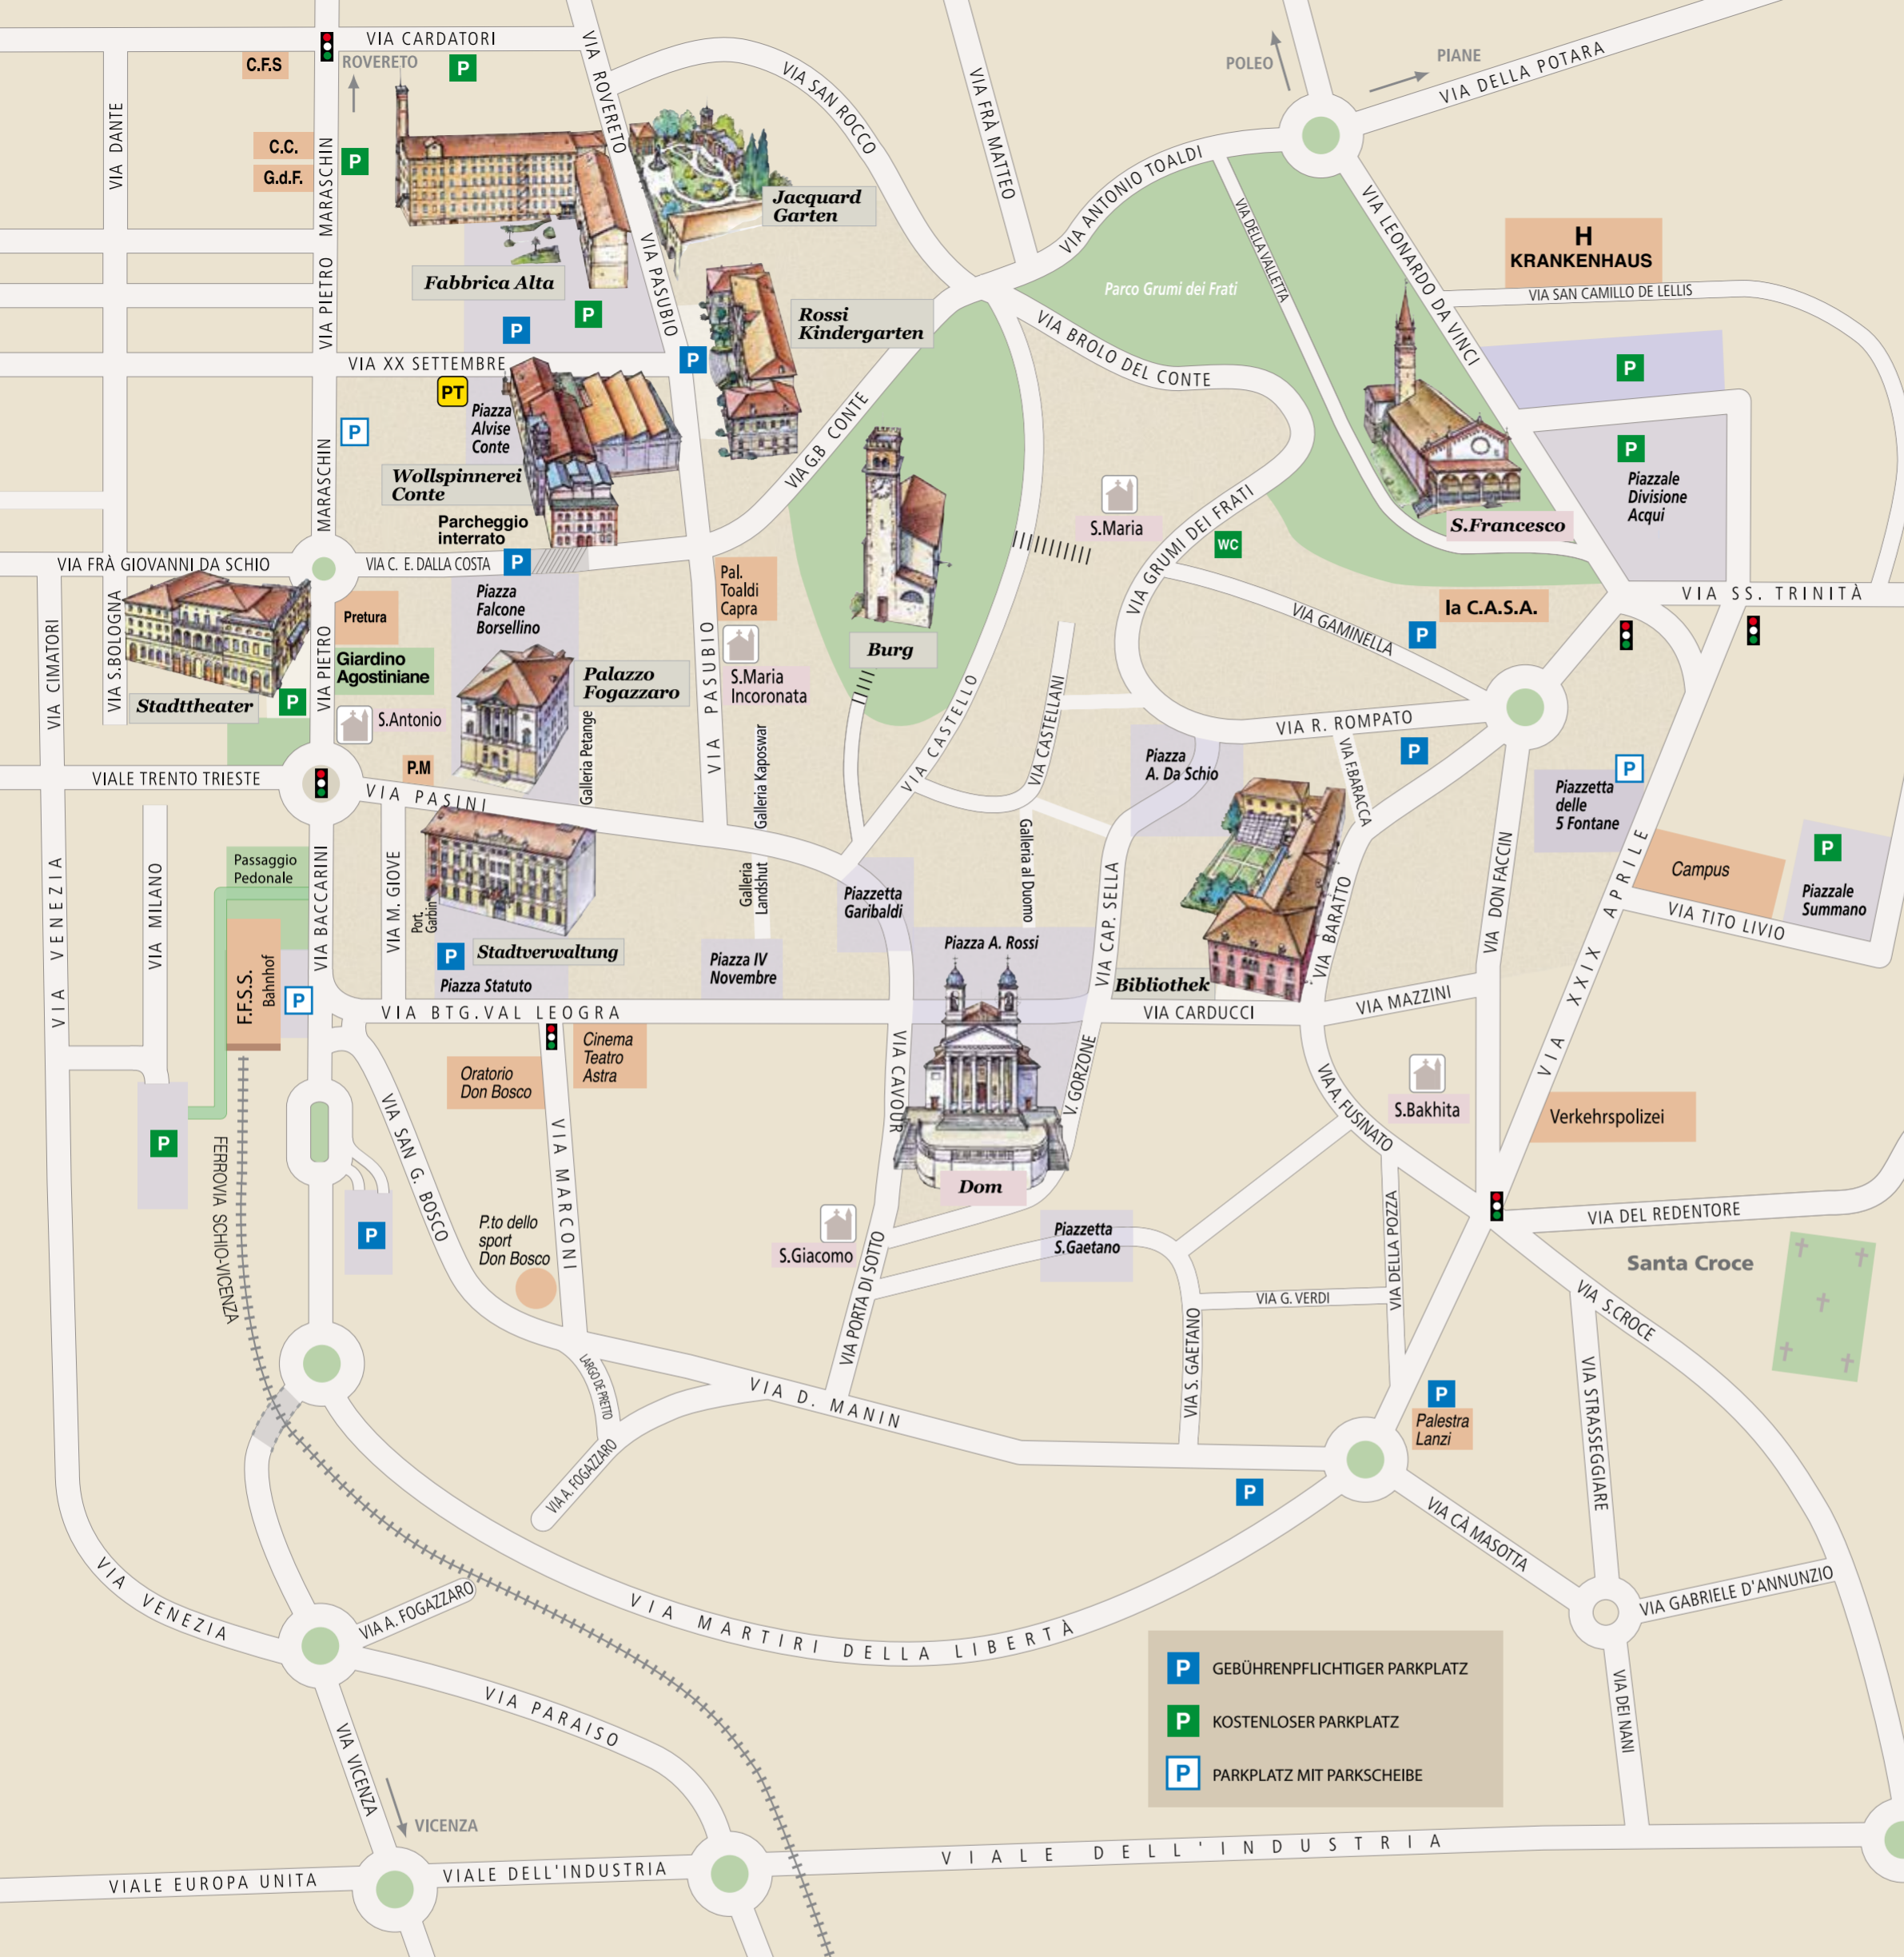 VIA CARDATORI
C.F.S
ROVERETO
P
VIA ROVERETO
VIA SAN ROCCO
VIA FRÀ MATTEO
POLEO
PIANE
VIA DELLA POTARA
VIA DANTE
C.C.
G.d.F.
P
VIA PIETRO MARASCHIN
Jacquard
Garten
VIA ANTONIO TOALDI
VIA DELLA VALLETTA
VIA LEONARDO DA VINCI
H
KRANKENHAUS
VIA SAN CAMILLO DE LELLIS
Fabbrica Alta
VIA PASUBIO
Parco Grumi dei Frati
P
P
Rossi
Kindergarten
VIA BROLO DEL CONTE
VIA XX SETTEMBRE
P
P
PT
Piazza
Alvise
Conte
P
MARASCHIN
Wollspinnerei
Conte
VIA G.B CONTE
P
Piazzale
Divisione
Acqui
Parcheggio
interrato
S.Maria
VIA GRUMI DEI FRATI
WC
S.Francesco
VIA FRÀ GIOVANNI DA SCHIO
VIA C. E. DALLA COSTA
P
Pal.
Toaldi
Capra
VIA SS. TRINITÀ
Piazza
Falcone
Borsellino
Pretura
la C.A.S.A.
VIA GAMINELLA
P
VIA CIMATORI
VIA S.BOLOGNA
VIA PIETRO
Giardino
Agostiniane
Burg
Palazzo
Fogazzaro
S.Maria
Incoronata
VIA PASUBIO
Stadttheater
P
S.Antonio
VIA CASTELLO
VIA CASTELLANI
VIA R. ROMPATO
Galleria Petange
Galleria Kaposwar
Piazza
A. Da Schio
VIA F.BARACCA
P
P
VIALE TRENTO TRIESTE
P.M
VIA PASINI
Piazzetta
delle
5 Fontane
Passaggio
Pedonale
VIA BACCARINI
VIA M. GIOVE
Port.
Garbin
Galleria
Landshut
Piazzetta
Garibaldi
Galleria al Duomo
VIA CAP. SELLA
VIA BARATTO
VIA DON FACCIN
VIA XXIX APRILE
Campus
P
Piazzale
Summano
VIA TITO LIVIO
VIA VENEZIA
VIA MILANO
Stadtverwaltung
P
Piazza Statuto
Piazza IV
Novembre
Piazza A. Rossi
Bibliothek
F.F.S.S.
Bahnhof
P
VIA BTG.VAL LEOGRA
VIA CARDUCCI
VIA MAZZINI
Cinema
Teatro
Astra
Oratorio
Don Bosco
VIA CAVOUR
V. GORZONE
VIA A. FUSINATO
S.Bakhita
Verkehrspolizei
P
FERROVIA SCHIO-VICENZA
VIA SAN G. BOSCO
VIA MARCONI
Dom
P
P.to dello
sport
Don Bosco
S.Giacomo
Piazzetta
S.Gaetano
VIA DELLA POZZA
VIA DEL REDENTORE
Santa Croce
VIA PORTA DI SOTTO
VIA G. VERDI
VIA S.CROCE
VIA S. GAETANO
LARGO DE PRETTO
VIA D. MANIN
P
Palestra
Lanzi
VIA STRASSEGGIARE
VIA A. FOGAZZARO
P
VIA CÀ MASOTTA
VIA VENEZIA
VIA A. FOGAZZARO
VIA MARTIRI DELLA LIBERTÀ
VIA GABRIELE D'ANNUNZIO
P GEBÜHRENPFLICHTIGER PARKPLATZ
P KOSTENLOSER PARKPLATZ
P PARKPLATZ MIT PARKSCHEIBE
VIA DEI NANI
VIA PARAISO
VIA VICENZA
VICENZA
VIALE EUROPA UNITA
VIALE DELL'INDUSTRIA
VIALE DELL'INDUSTRIA